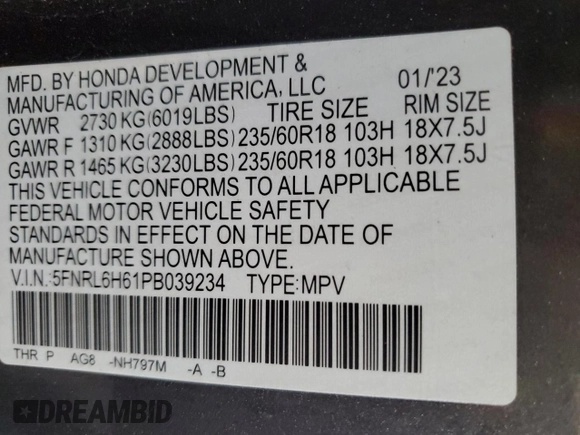 MFD. BY HONDA DEVELOPMENT &
MANUFACTURING OF AMERICA, LLC 01/'23
GVWR 2730 KG(6019LBS) TIRE SIZE RIM SIZE
GAWR F 1310 KG(2888LBS) 235/60R18 103H 18X7.5J
GAWR R 1465 KG(3230LBS) 235/60R18 103H 18X7.5J
THIS VEHICLE CONFORMS TO ALL APPLICABLE
FEDERAL MOTOR VEHICLE SAFETY
STANDARDS IN EFFECT ON THE DATE OF
MANUFACTURE SHOWN ABOVE.
V.I.N.:5FNRL6H61PB039234 TYPE:MPV
THR P AG8 -NH797M -A -B
DREAMBID